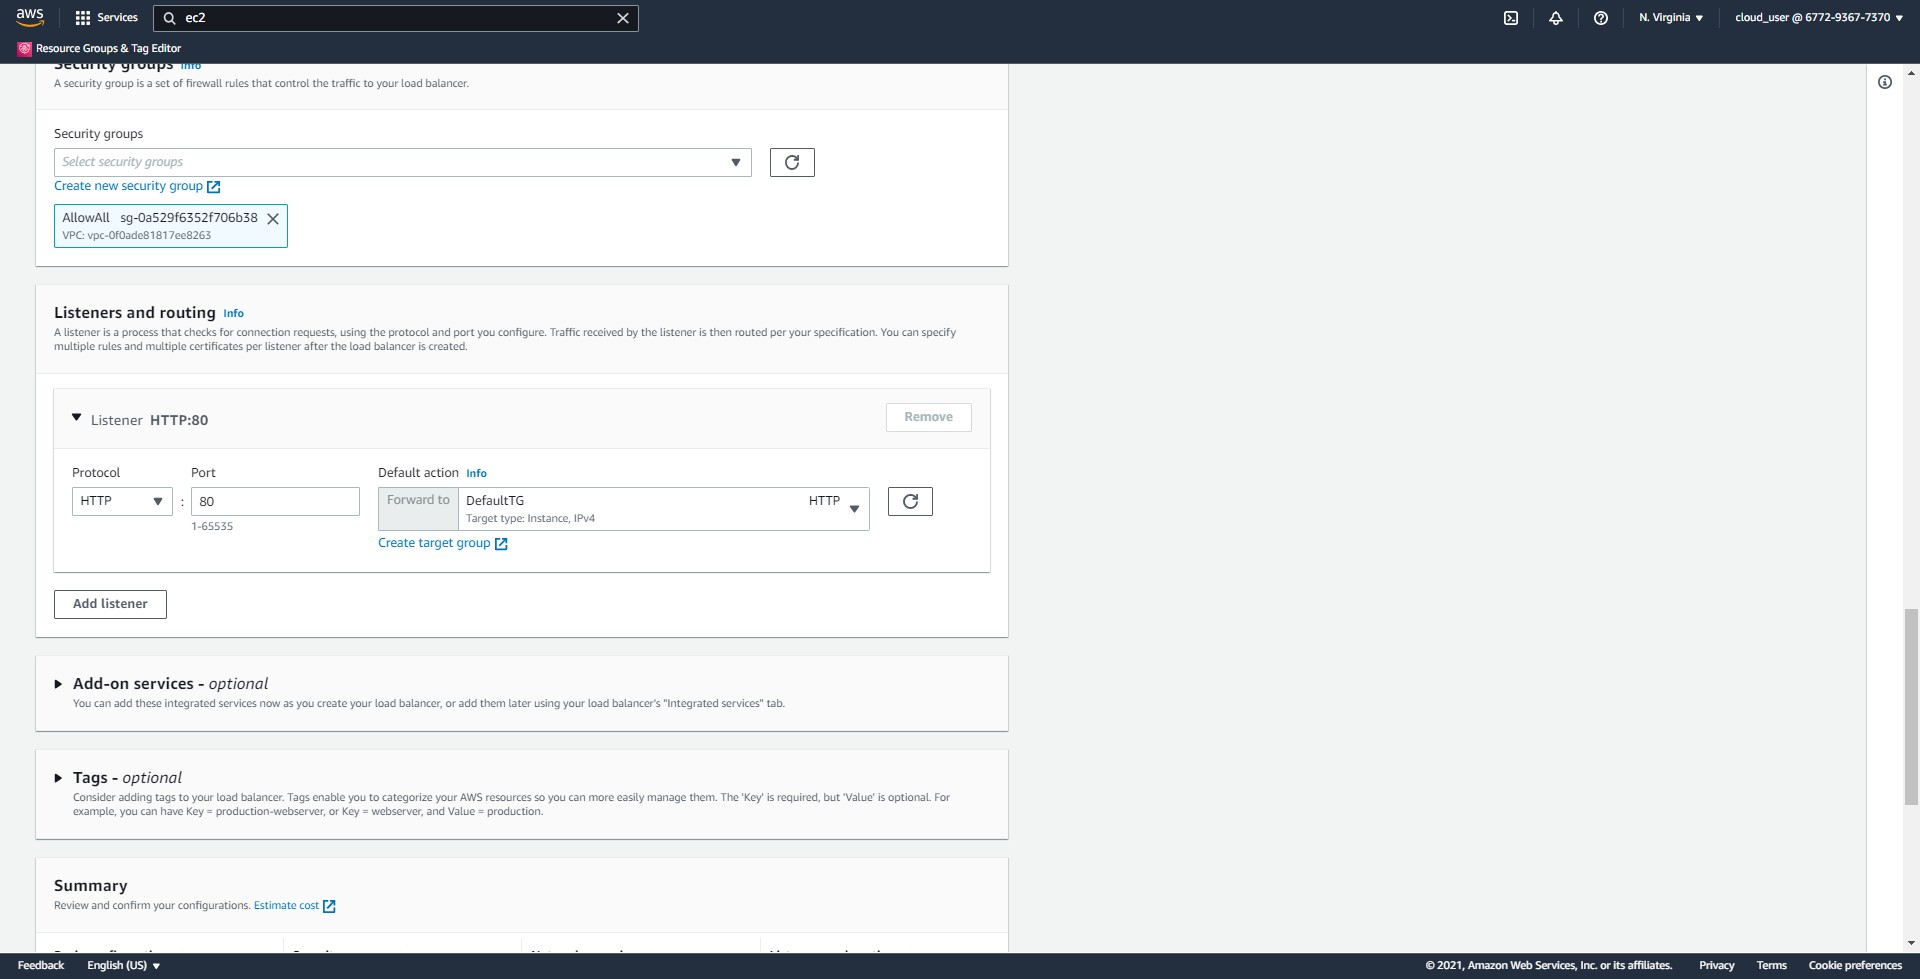 aws
Services
ec2
N. Virginia
cloud_user @ 6772-9367-7370
Resource Groups & Tag Editor
Security groups Info
A security group is a set of firewall rules that control the traffic to your load balancer.
Security groups
Select security groups
Create new security group
AllowAll sg-0a529f6352f706b38
VPC: vpc-0f0ade81817ee8263
Listeners and routing Info
A listener is a process that checks for connection requests, using the protocol and port you configure. Traffic received by the listener is then routed per your specification. You can specify
multiple rules and multiple certificates per listener after the load balancer is created.
Listener HTTP:80
Remove
Protocol Port Default action Info
HTTP : 80 Forward to DefaultTG HTTP
1-65535 Target type: Instance, IPv4
Create target group
Add listener
Add-on services - optional
You can add these integrated services now as you create your load balancer, or add them later using your load balancer's "Integrated services" tab.
Tags - optional
Consider adding tags to your load balancer. Tags enable you to categorize your AWS resources so you can more easily manage them. The 'Key' is required, but 'Value' is optional. For
example, you can have Key = production-webserver, or Key = webserver, and Value = production.
Summary
Review and confirm your configurations. Estimate cost
Feedback English (US) © 2021, Amazon Web Services, Inc. or its affiliates. Privacy Terms Cookie preferences